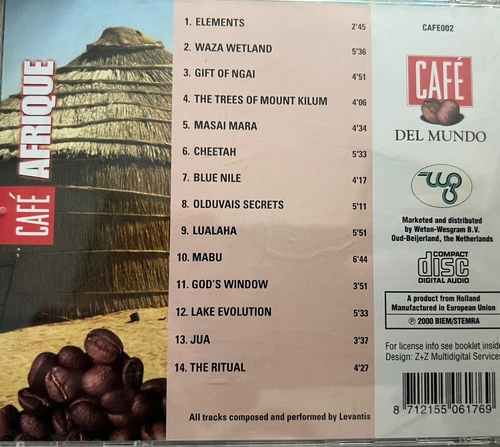 CAFÉ AFRIQUE
1. ELEMENTS 2'45
2. WAZA WETLAND 5'36
3. GIFT OF NGAI 4'51
4. THE TREES OF MOUNT KILUM 4'06
5. MASAI MARA 4'34
6. CHEETAH 5'33
7. BLUE NILE 4'17
8. OLDUVAIS SECRETS 5'11
9. LUALAHA 5'51
10. MABU 6'44
11. GOD'S WINDOW 3'51
12. LAKE EVOLUTION 5'33
13. JUA 3'37
14. THE RITUAL 4'27
All tracks composed and performed by Levantis
CAFE002
CAFÉ
DEL MUNDO
wgb
Marketed and distributed
by Weton-Wesgram B.V.
Oud-Beijerland, the Netherlands
COMPACT
disc
DIGITAL AUDIO
A product from Holland
Manufactured in European Union
℗ 2000 BIEM/STEMRA
For license info see booklet inside
Design: Z+Z Multidigital Services
8 712155 061769